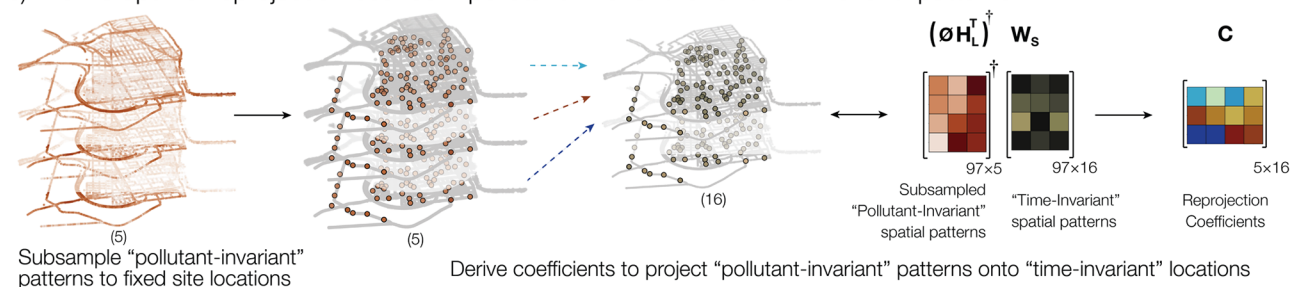 (øH_L^T)^† W_S C
†
97×5
97×16
5×16
Subsampled
“Pollutant-Invariant”
spatial patterns
“Time-Invariant”
spatial patterns
Reprojection
Coefficients
(5)
(5)
(16)
Subsample “pollutant-invariant”
patterns to fixed site locations
Derive coefficients to project “pollutant-invariant” patterns onto “time-invariant” locations